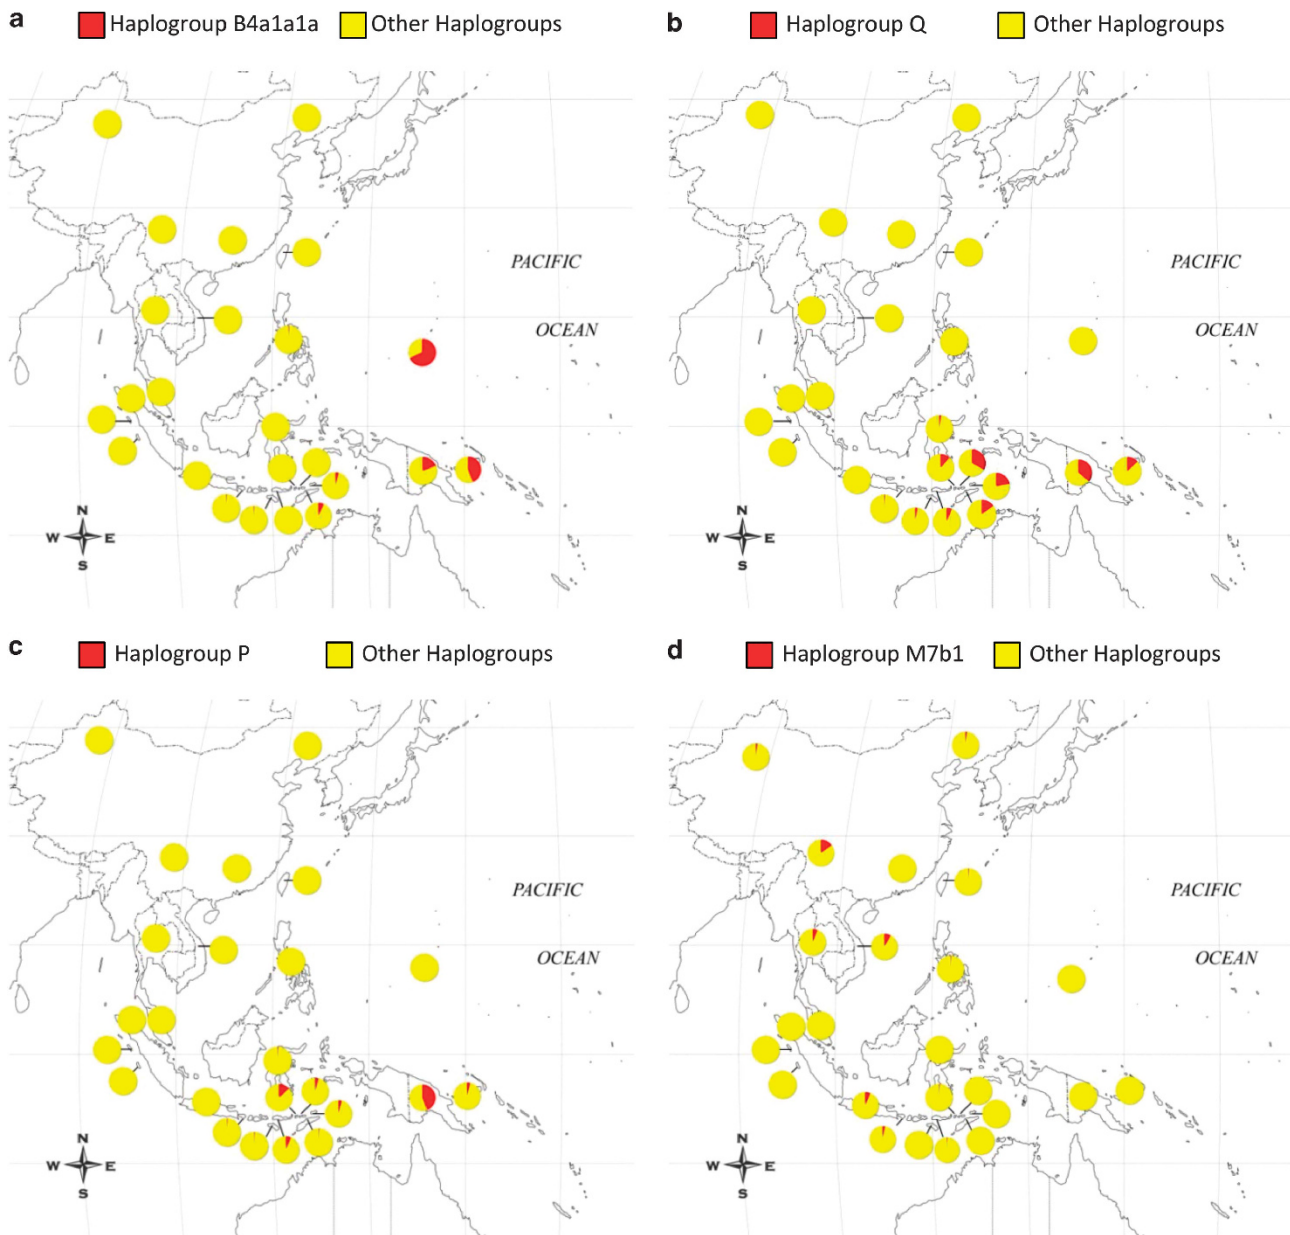 a Haplogroup B4a1a1a Other Haplogroups
PACIFIC
OCEAN
N
W E
S
b Haplogroup Q Other Haplogroups
PACIFIC
OCEAN
N
W E
S
c Haplogroup P Other Haplogroups
PACIFIC
OCEAN
N
W E
S
d Haplogroup M7b1 Other Haplogroups
PACIFIC
OCEAN
N
W E
S